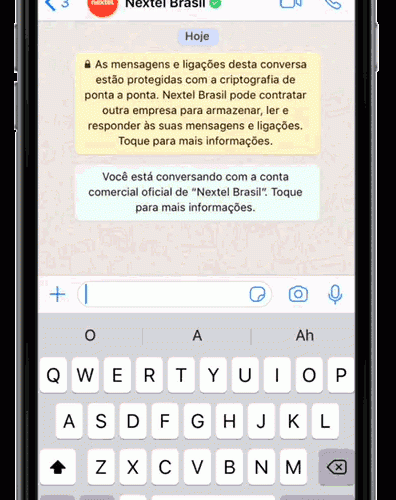 3
nextel
Nextel Brasil
Hoje
As mensagens e ligações desta conversa
estão protegidas com a criptografia de
ponta a ponta. Nextel Brasil pode contratar
outra empresa para armazenar, ler e
responder às suas mensagens e ligações.
Toque para mais informações.
Você está conversando com a conta
comercial oficial de “Nextel Brasil”. Toque
para mais informações.
O A Ah
Q W E R T Y U I O P
A S D F G H J K L
Z X C V B N M